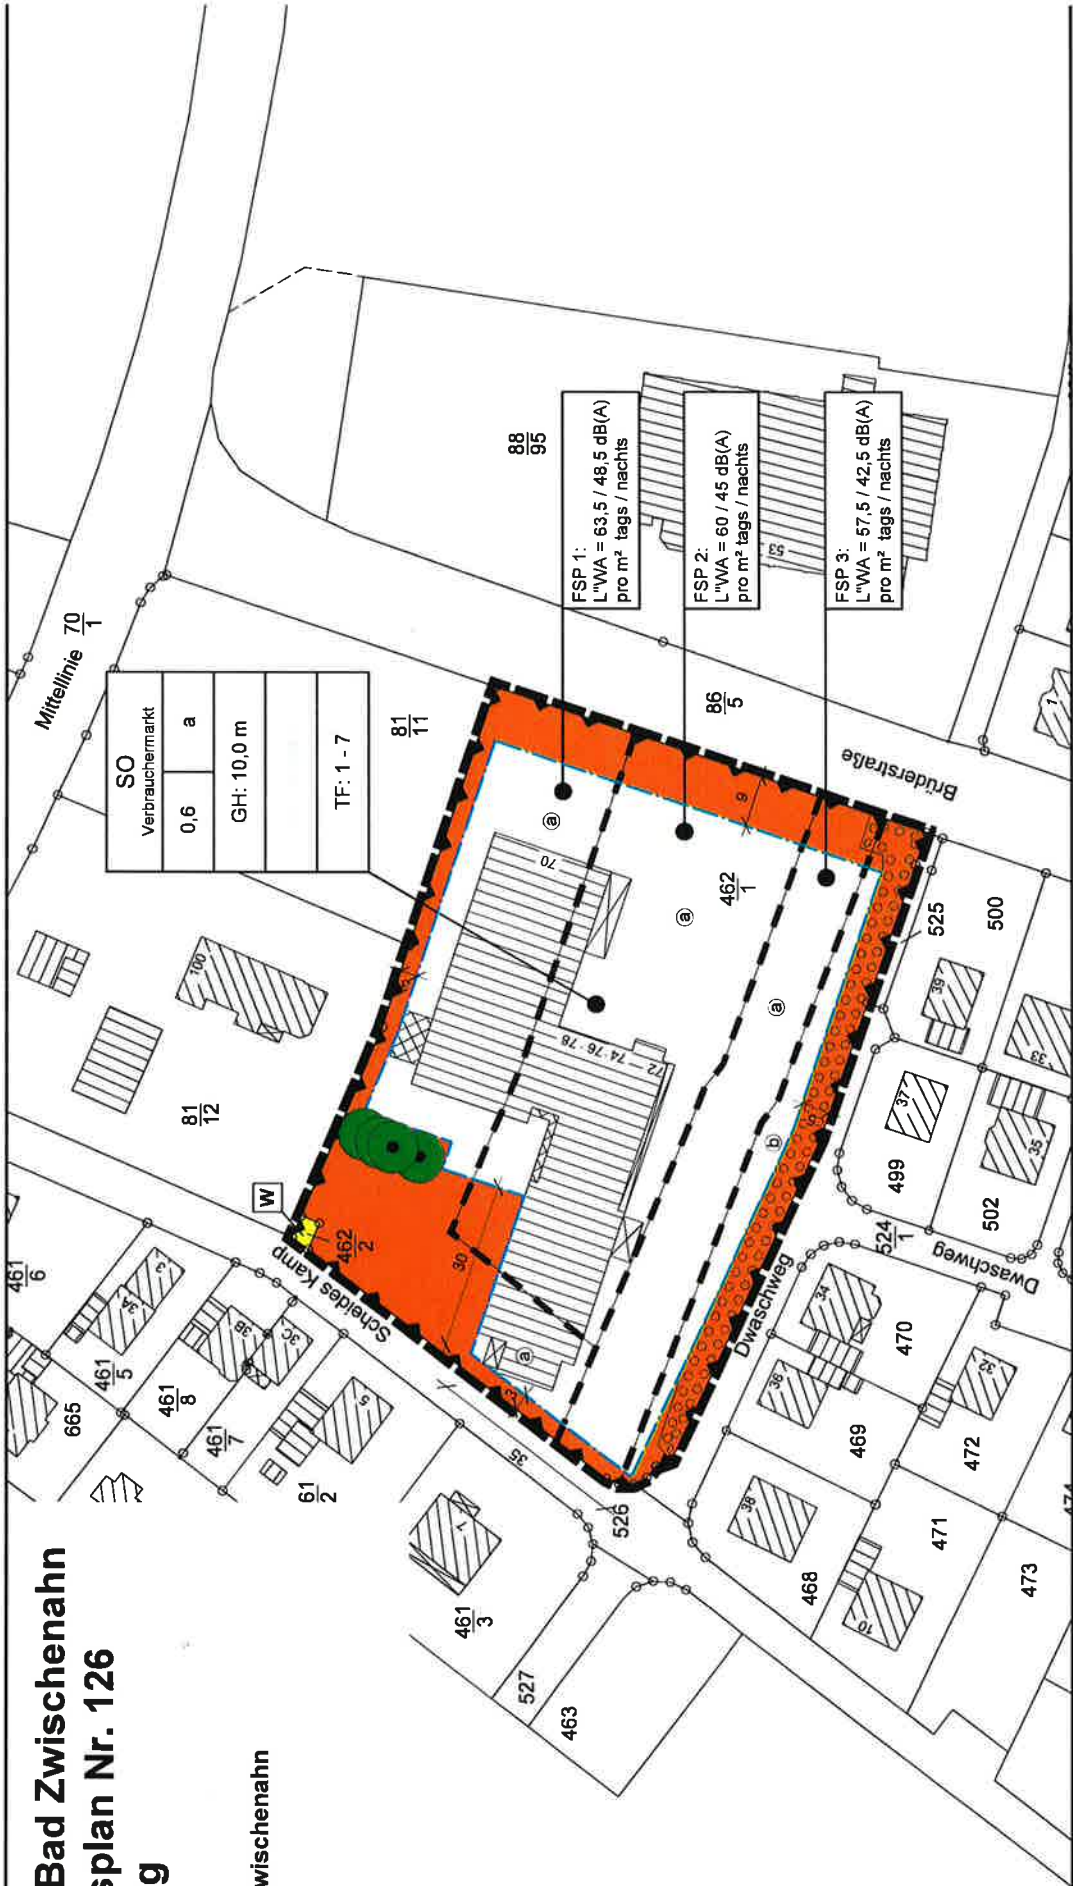 Bad Zwischenahn
splan Nr. 126
g
wischenahn
Mittellinie
70
1
SO
Verbrauchermarkt
0,6
a
GH: 10,0 m
TF: 1 - 7
81
11
81
12
88
95
86
5
FSP 1:
L"WA = 63,5 / 48,5 dB(A)
pro m² tags / nachts
FSP 2:
L"WA = 60 / 45 dB(A)
pro m² tags / nachts
FSP 3:
L"WA = 57,5 / 42,5 dB(A)
pro m² tags / nachts
53
Brüderstraße
1
100
W
462
2
Scheides Kamp
462
1
70
72 — 74·76·78
a
a
a
a
b
30
3
3
9
5
35
461
6
461
5
461
8
461
7
665
3
3A
3B
3C
5
61
2
7
461
3
526
527
463
Dwaschweg
Dwaschweg
524
1
525
500
39
33
37
35
499
502
34
36
470
469
32
472
38
468
471
10
473
474